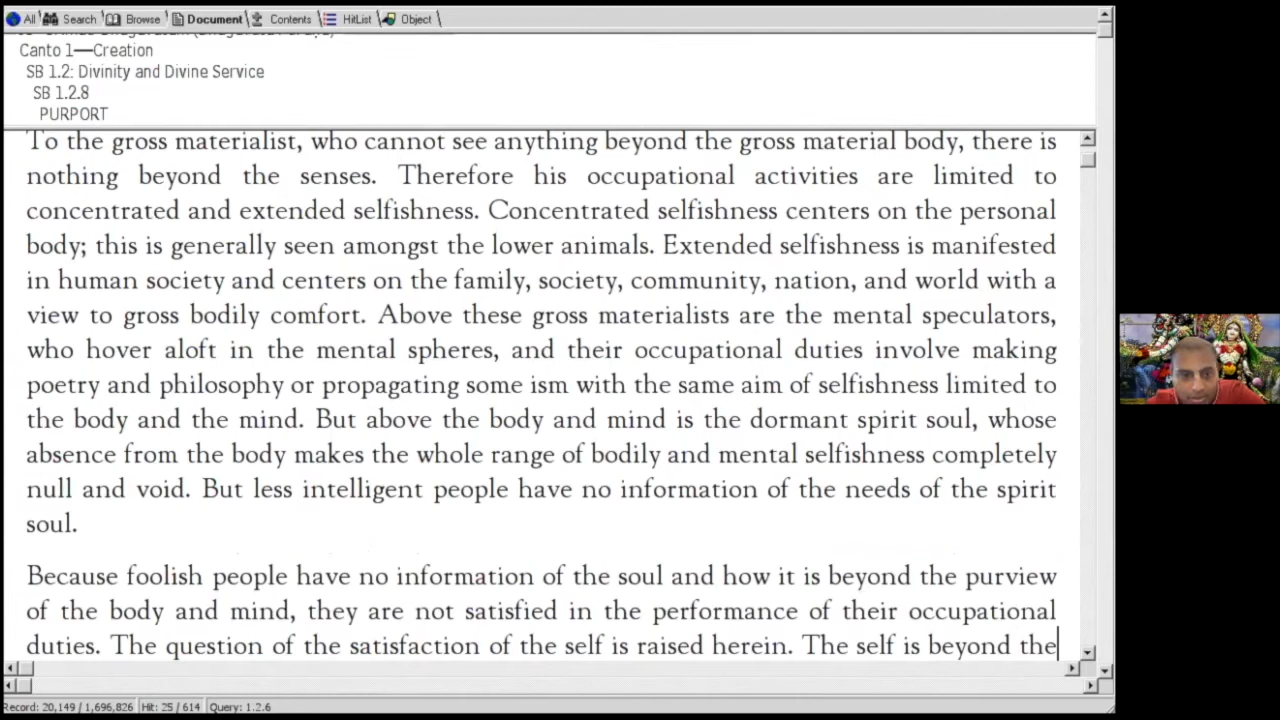 All Search Browse Document Contents HitList Object
Canto 1—Creation
SB 1.2: Divinity and Divine Service
SB 1.2.8
PURPORT
To the gross materialist, who cannot see anything beyond the gross material body, there is
nothing beyond the senses. Therefore his occupational activities are limited to
concentrated and extended selfishness. Concentrated selfishness centers on the personal
body; this is generally seen amongst the lower animals. Extended selfishness is manifested
in human society and centers on the family, society, community, nation, and world with a
view to gross bodily comfort. Above these gross materialists are the mental speculators,
who hover aloft in the mental spheres, and their occupational duties involve making
poetry and philosophy or propagating some ism with the same aim of selfishness limited to
the body and the mind. But above the body and mind is the dormant spirit soul, whose
absence from the body makes the whole range of bodily and mental selfishness completely
null and void. But less intelligent people have no information of the needs of the spirit
soul.
Because foolish people have no information of the soul and how it is beyond the purview
of the body and mind, they are not satisfied in the performance of their occupational
duties. The question of the satisfaction of the self is raised herein. The self is beyond the
Record: 20,149 / 1,696,826 Hit: 25 / 614 Query: 1.2.6